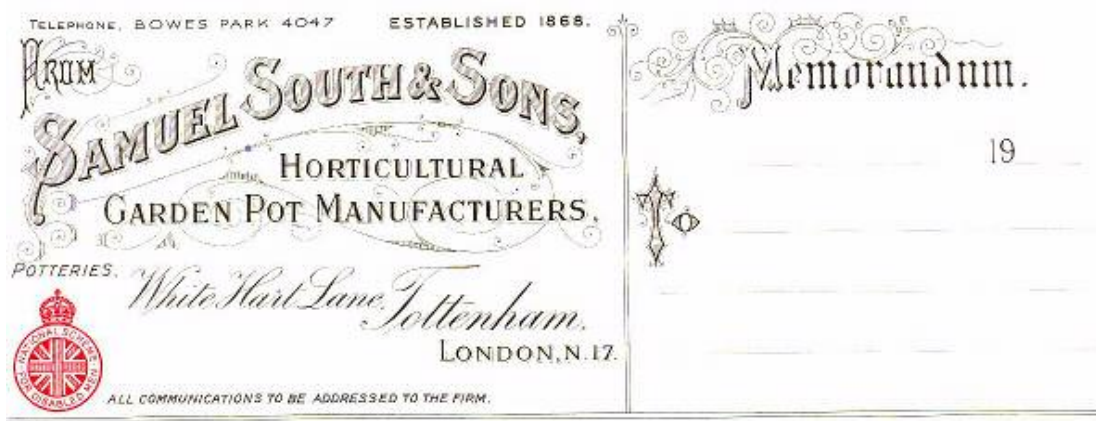 TELEPHONE, BOWES PARK 4047
ESTABLISHED 1868.
FROM
SAMUEL SOUTH & SONS,
HORTICULTURAL
GARDEN POT MANUFACTURERS,
POTTERIES,
White Hart Lane, Tottenham.
LONDON, N.17.
NATIONAL SCHEME
FOR DISABLED MEN
ALL COMMUNICATIONS TO BE ADDRESSED TO THE FIRM.
Memorandum.
19
To